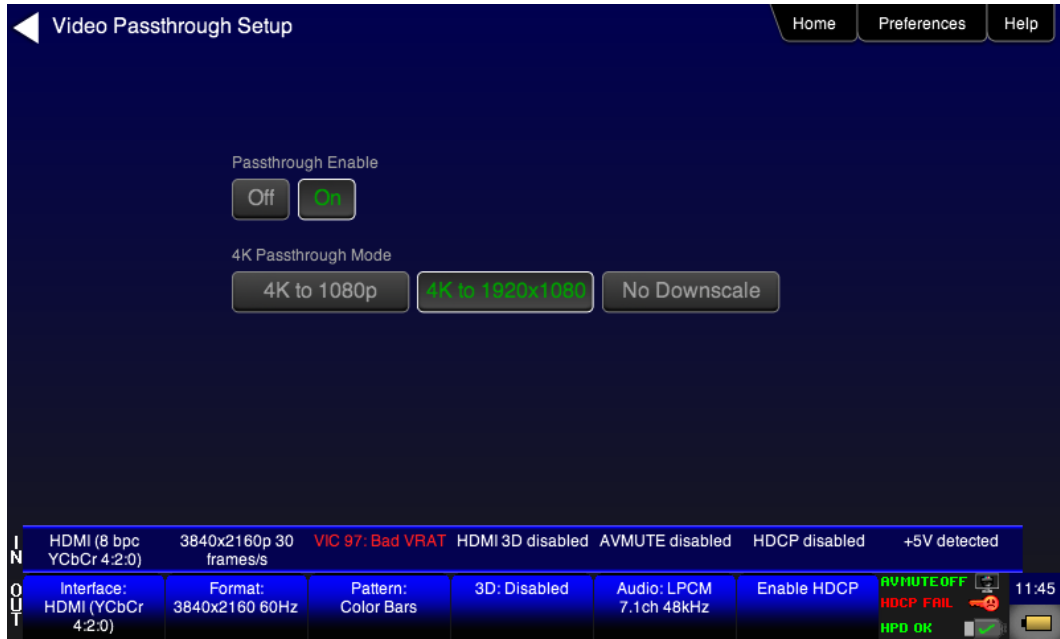 Video Passthrough Setup
Home
Preferences
Help
Passthrough Enable
Off
On
4K Passthrough Mode
4K to 1080p
4K to 1920x1080
No Downscale
IN
HDMI (8 bpc
YCbCr 4:2:0)
3840x2160p 30
frames/s
VIC 97: Bad VRAT
HDMI 3D disabled
AVMUTE disabled
HDCP disabled
+5V detected
OUT
Interface:
HDMI (YCbCr
4:2:0)
Format:
3840x2160 60Hz
Pattern:
Color Bars
3D: Disabled
Audio: LPCM
7.1ch 48kHz
Enable HDCP
AVMUTEOFF
HDCP FAIL
HPD OK
11:45